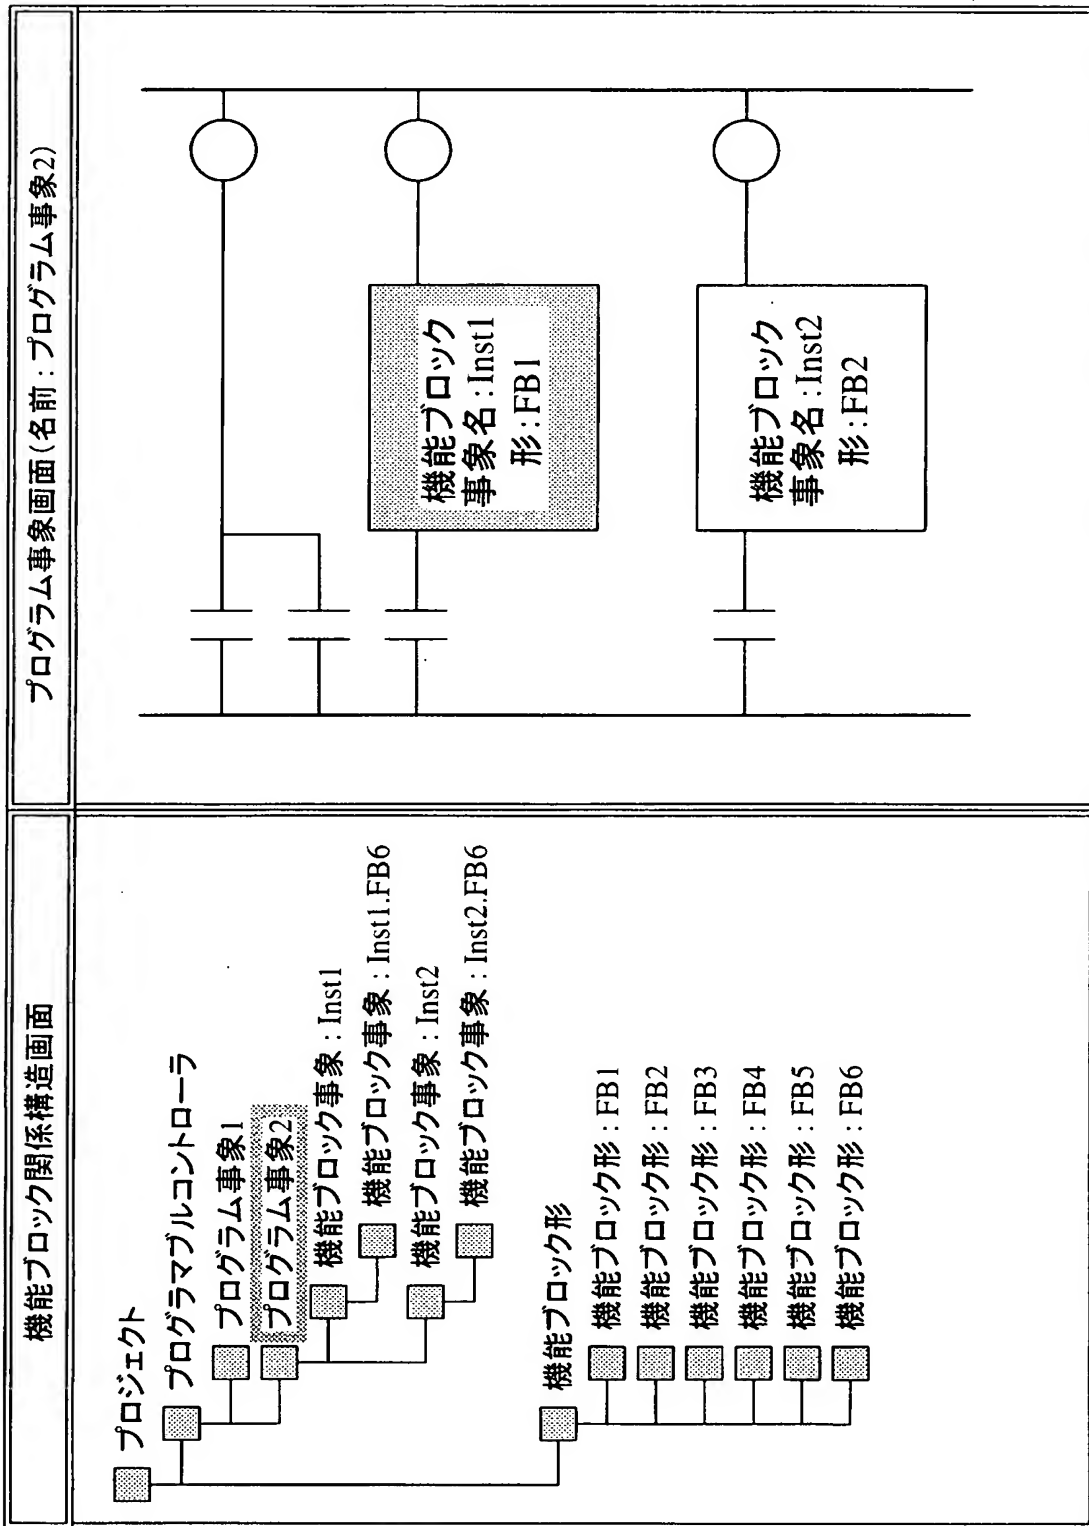 機能ブロック関係構造画面
プロジェクト
プログラマブルコントローラ
プログラム事象1
プログラム事象2
機能ブロック事象:Inst1
機能ブロック事象:Inst1.FB6
機能ブロック事象:Inst2
機能ブロック事象:Inst2.FB6
機能ブロック形
機能ブロック形:FB1
機能ブロック形:FB2
機能ブロック形:FB3
機能ブロック形:FB4
機能ブロック形:FB5
機能ブロック形:FB6
プログラム事象画面(名前:プログラム事象2)
機能ブロック
事象名:Inst1
形:FB1
機能ブロック
事象名:Inst2
形:FB2